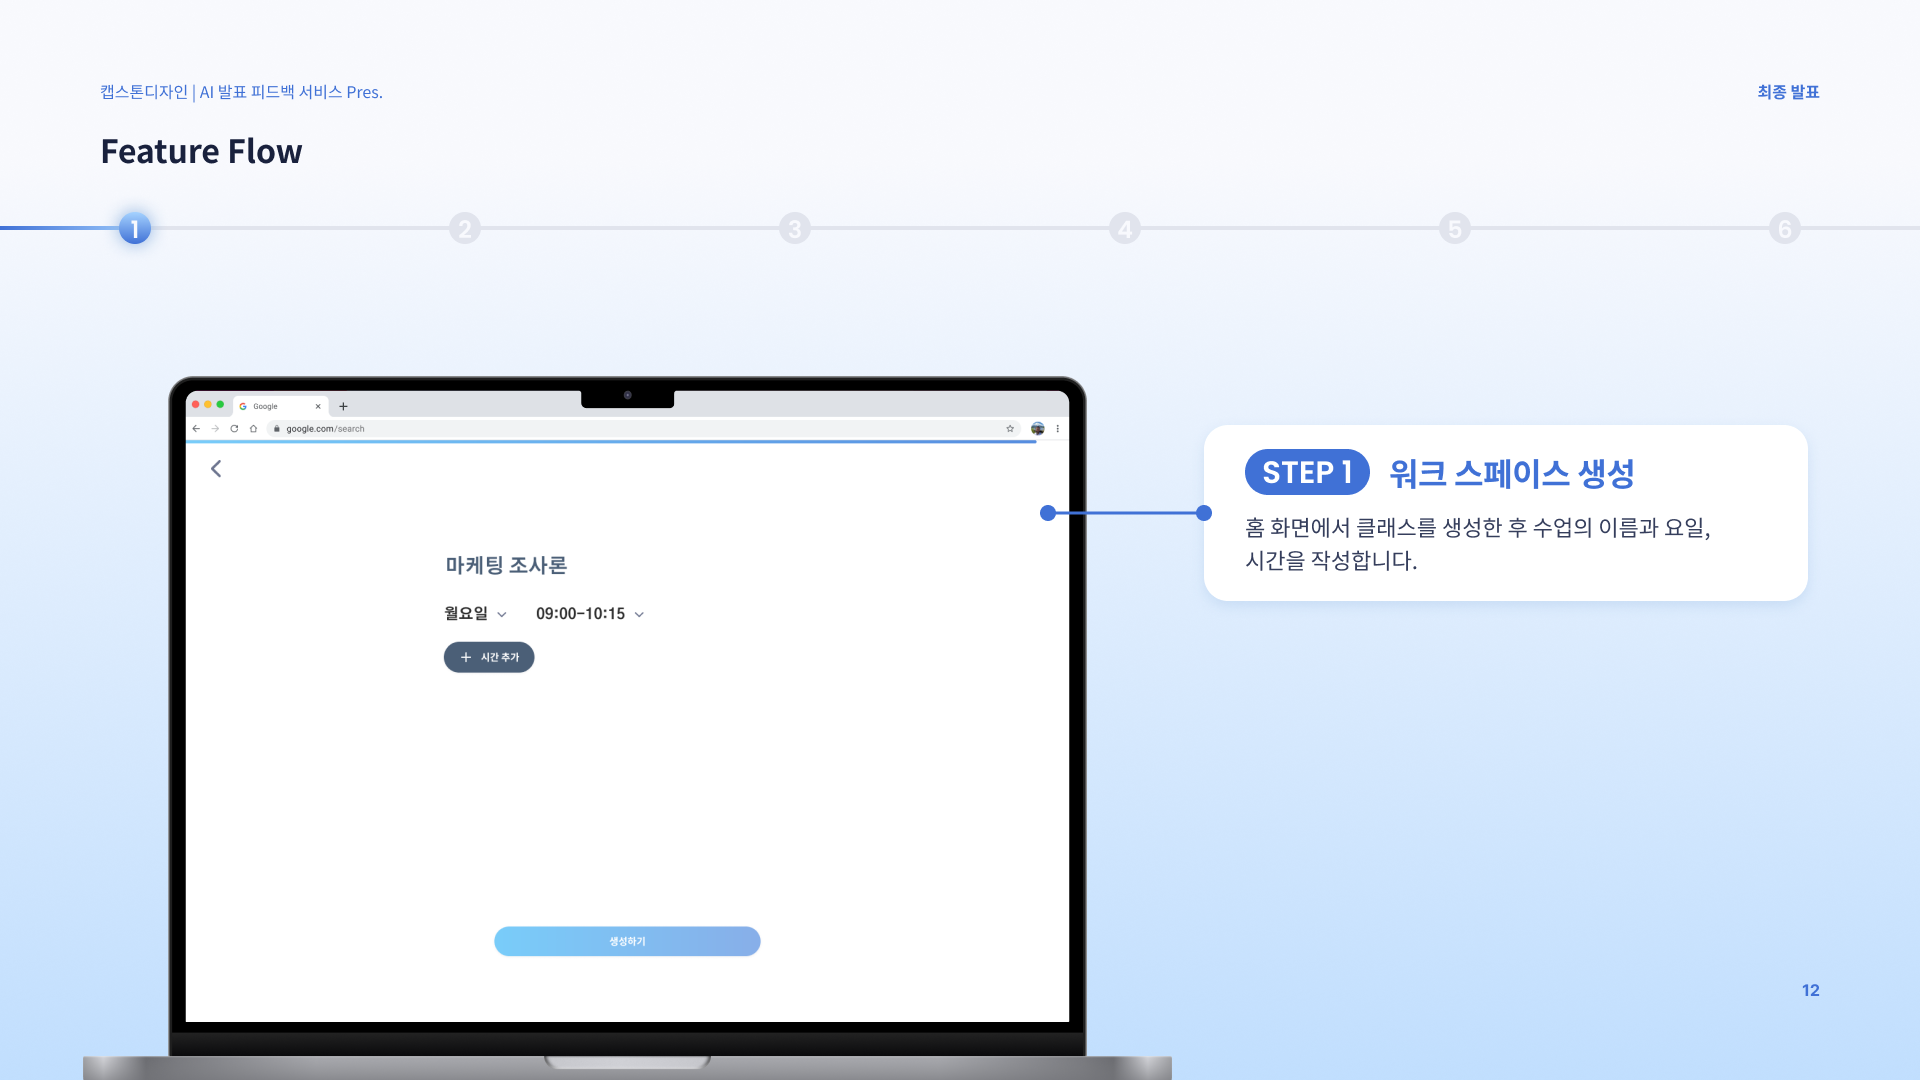 캡스톤디자인 | AI 발표 피드백 서비스 Pres.
최종 발표
Feature Flow
1
2
3
4
5
6
Google
google.com/search
마케팅 조사론
월요일
09:00-10:15
시간 추가
생성하기
STEP 1
워크 스페이스 생성
홈 화면에서 클래스를 생성한 후 수업의 이름과 요일,
시간을 작성합니다.
12